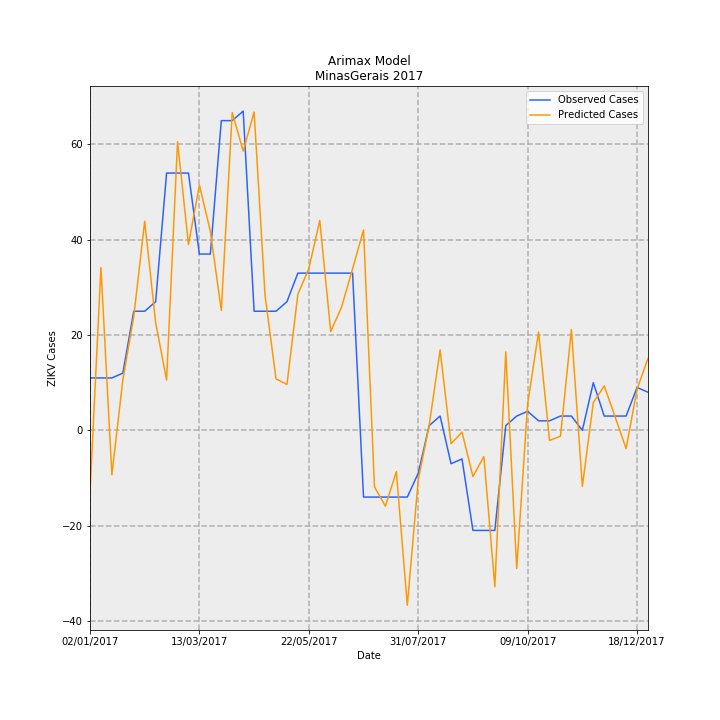 Arimax Model
MinasGerais 2017
Observed Cases
Predicted Cases
ZIKV Cases
60
40
20
0
−20
−40
02/01/2017 13/03/2017 22/05/2017 31/07/2017 09/10/2017 18/12/2017
Date